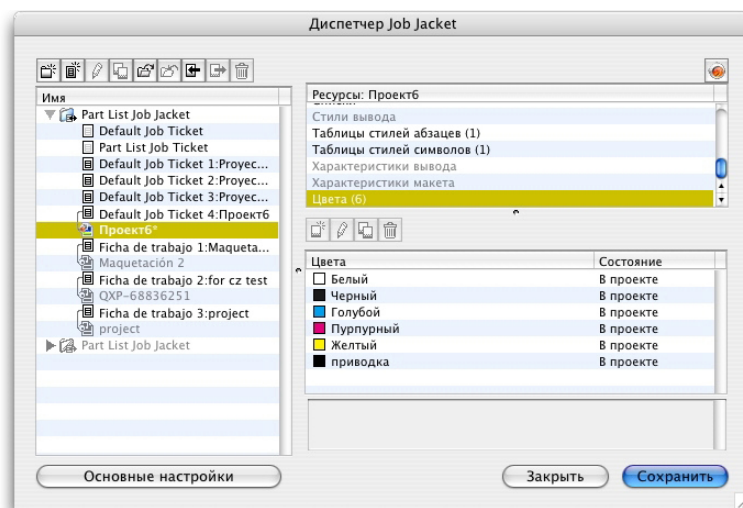 Диспетчер Job Jacket
Имя
Part List Job Jacket
Default Job Ticket
Part List Job Ticket
Default Job Ticket 1:Proyec...
Default Job Ticket 2:Proyec...
Default Job Ticket 3:Proyec...
Default Job Ticket 4:Проект6
Проект6*
Ficha de trabajo 1:Maqueta...
Maquetación 2
Ficha de trabajo 2:for cz test
QXP-68836251
Ficha de trabajo 3:project
project
Part List Job Jacket
Ресурсы: Проект6
Стили вывода
Таблицы стилей абзацев (1)
Таблицы стилей символов (1)
Характеристики вывода
Характеристики макета
Цвета (6)
Цвета Состояние
Белый В проекте
Черный В проекте
Голубой В проекте
Пурпурный В проекте
Желтый В проекте
приводка В проекте
Основные настройки
Закрыть
Сохранить